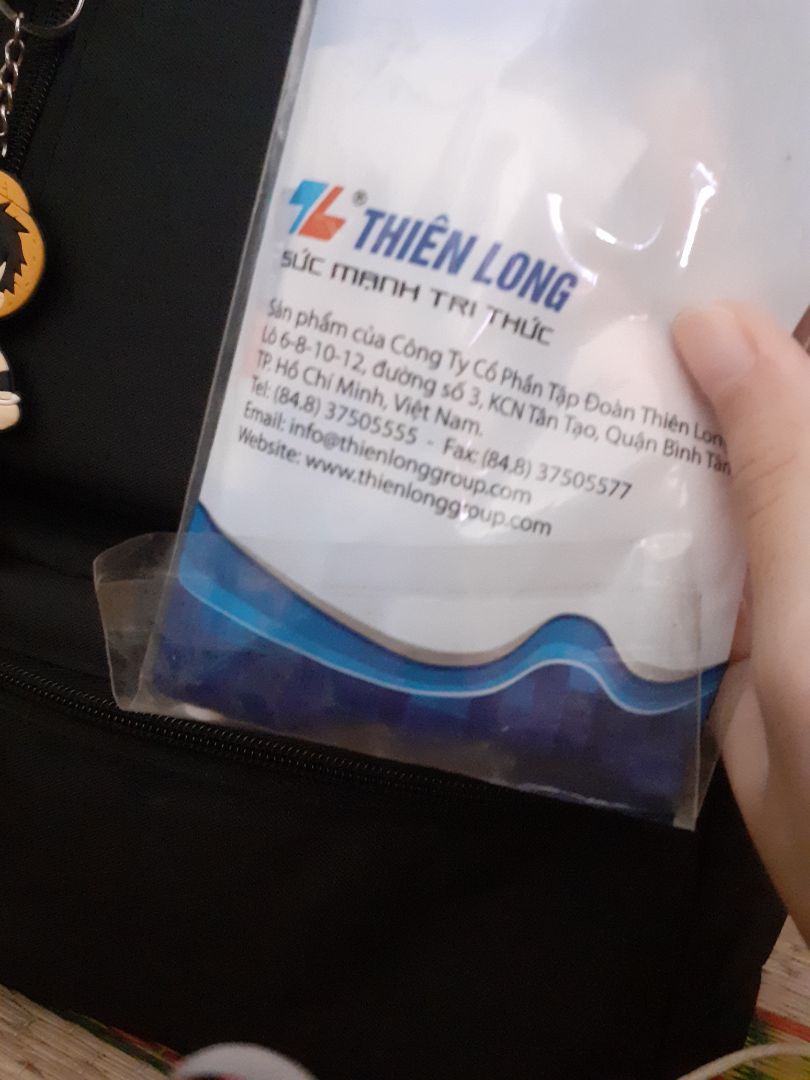 TL®
THIÊN LONG
SỨC MẠNH TRI THỨC
Sản phẩm của Công Ty Cổ Phần Tập Đoàn Thiên Lon
Lô 6-8-10-12, đường số 3, KCN Tân Tạo, Quận Bình Tân
TP. Hồ Chí Minh, Việt Nam.
Tel: (84.8) 37505555 - Fax: (84.8) 37505577
Email: info@thienlonggroup.com
Website: www.thienlonggroup.com